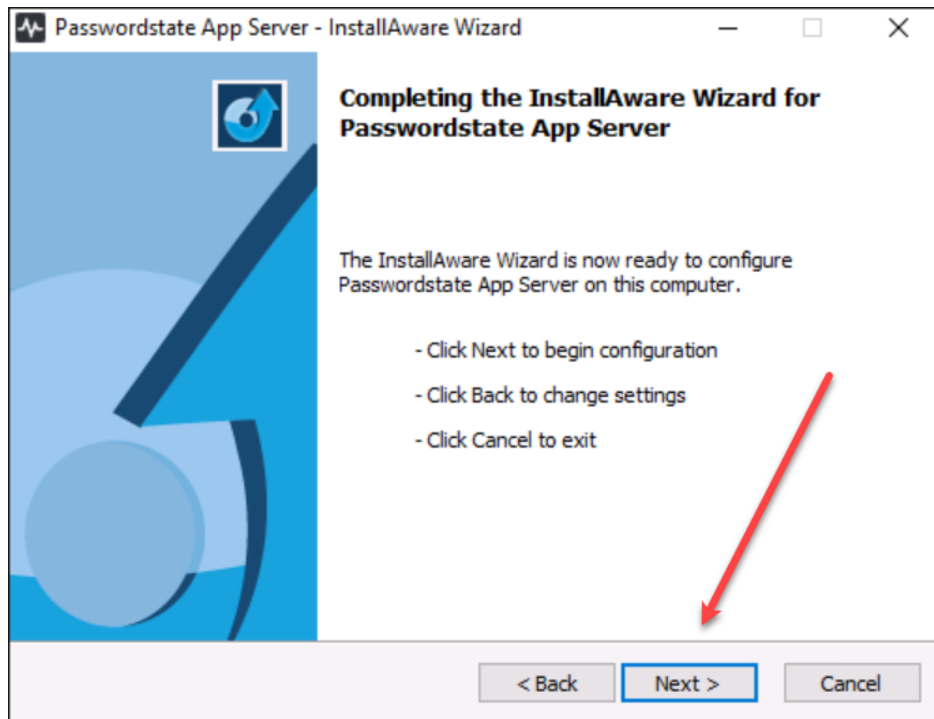 Passwordstate App Server - InstallAware Wizard
Completing the InstallAware Wizard for
Passwordstate App Server
The InstallAware Wizard is now ready to configure
Passwordstate App Server on this computer.
- Click Next to begin configuration
- Click Back to change settings
- Click Cancel to exit
< Back Next > Cancel